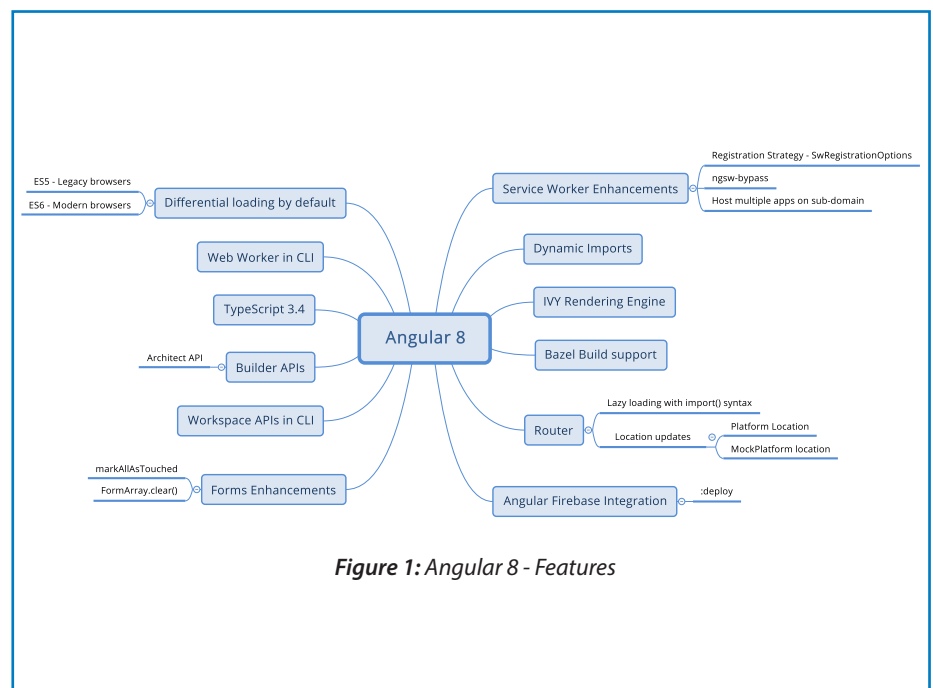 Angular 8
Differential loading by default
ES5 - Legacy browsers
ES6 - Modern browsers
Web Worker in CLI
TypeScript 3.4
Builder APIs
Architect API
Workspace APIs in CLI
Forms Enhancements
markAllAsTouched
FormArray.clear()
Service Worker Enhancements
Registration Strategy - SwRegistrationOptions
ngsw-bypass
Host multiple apps on sub-domain
Dynamic Imports
IVY Rendering Engine
Bazel Build support
Router
Lazy loading with import() syntax
Location updates
Platform Location
MockPlatform location
Angular Firebase Integration
:deploy
Figure 1: Angular 8 - Features